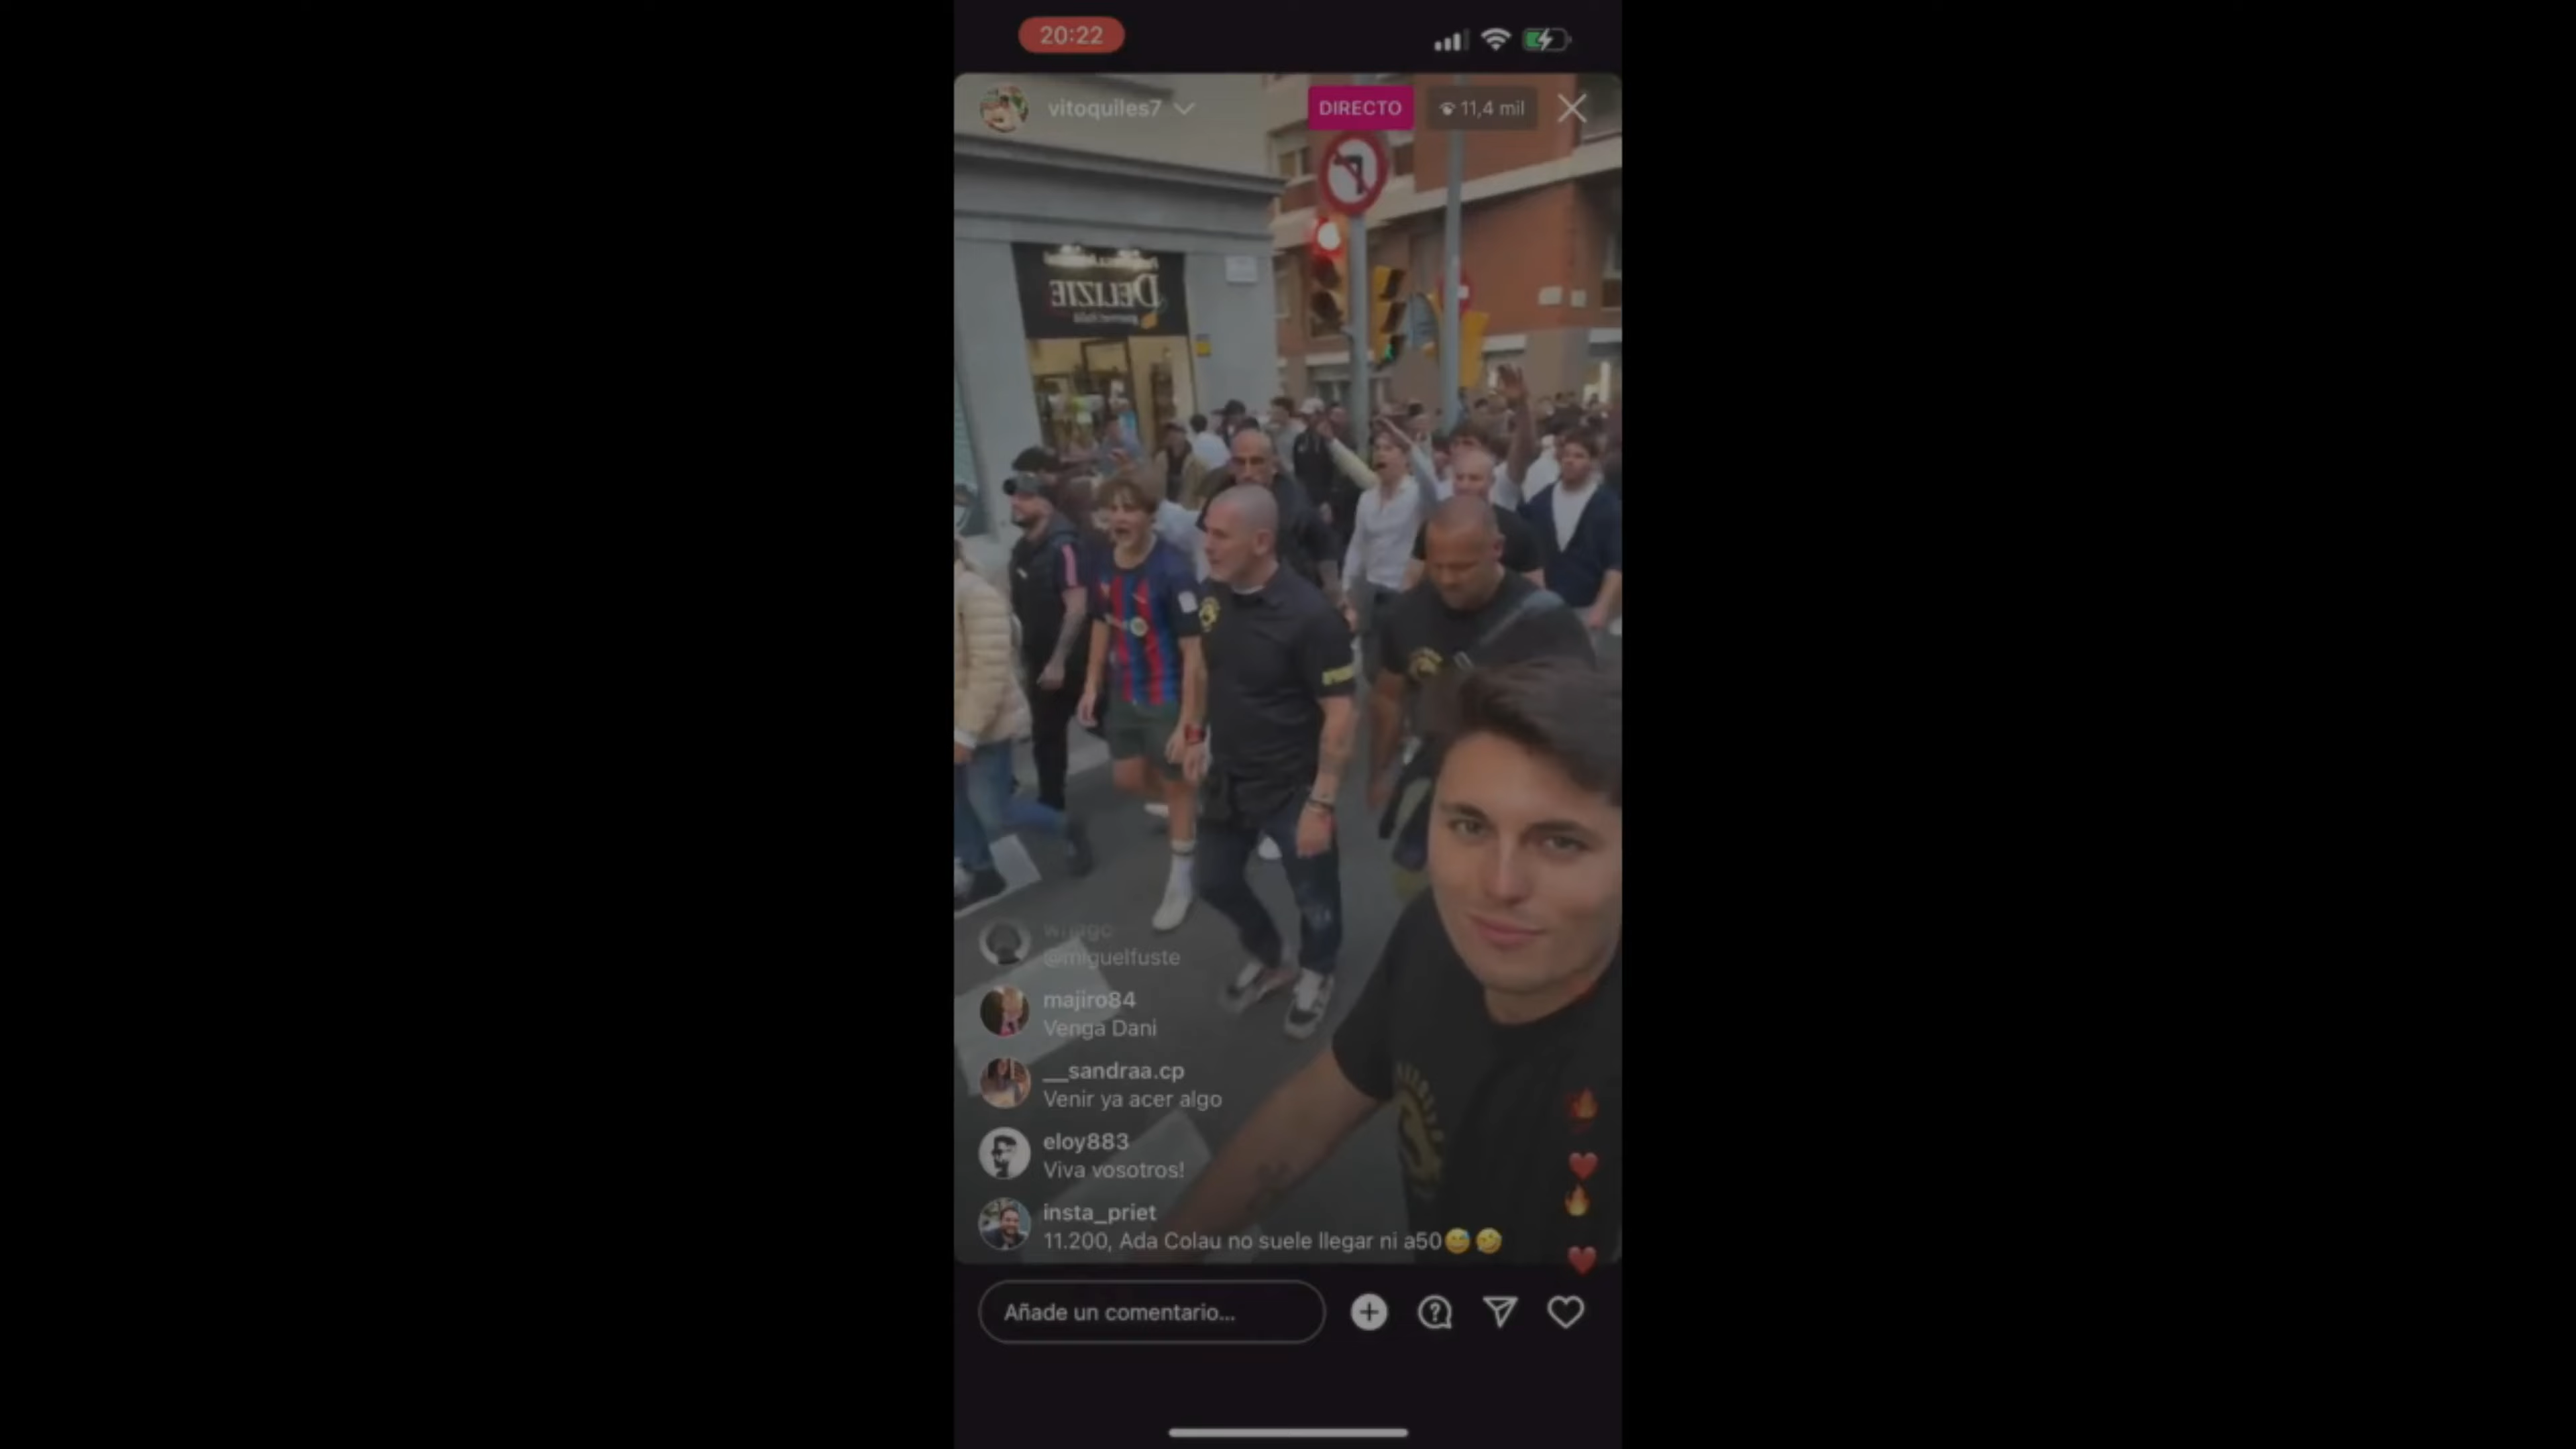 20:22
vitoquiles7
DIRECTO
11,4 mil
DELIZIE
@miguelfuste
majiro84
Venga Dani
__sandraa.cp
Venir ya acer algo
eloy883
Viva vosotros!
insta_priet
11.200, Ada Colau no suele llegar ni a50😅🤣
Añade un comentario...